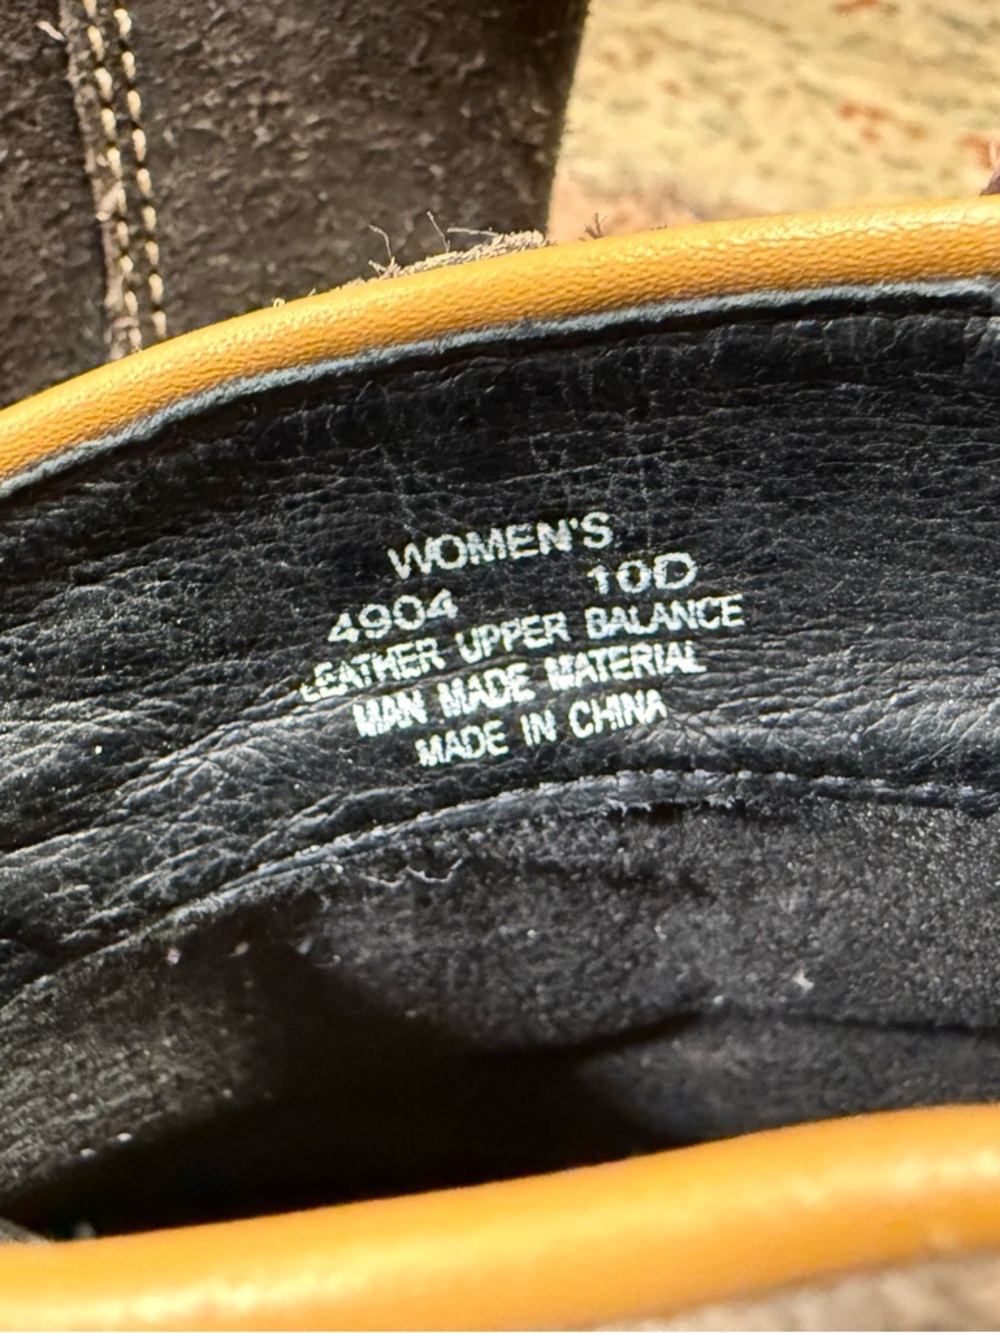 WOMEN'S
4904 10D
LEATHER UPPER BALANCE
MAN MADE MATERIAL
MADE IN CHINA